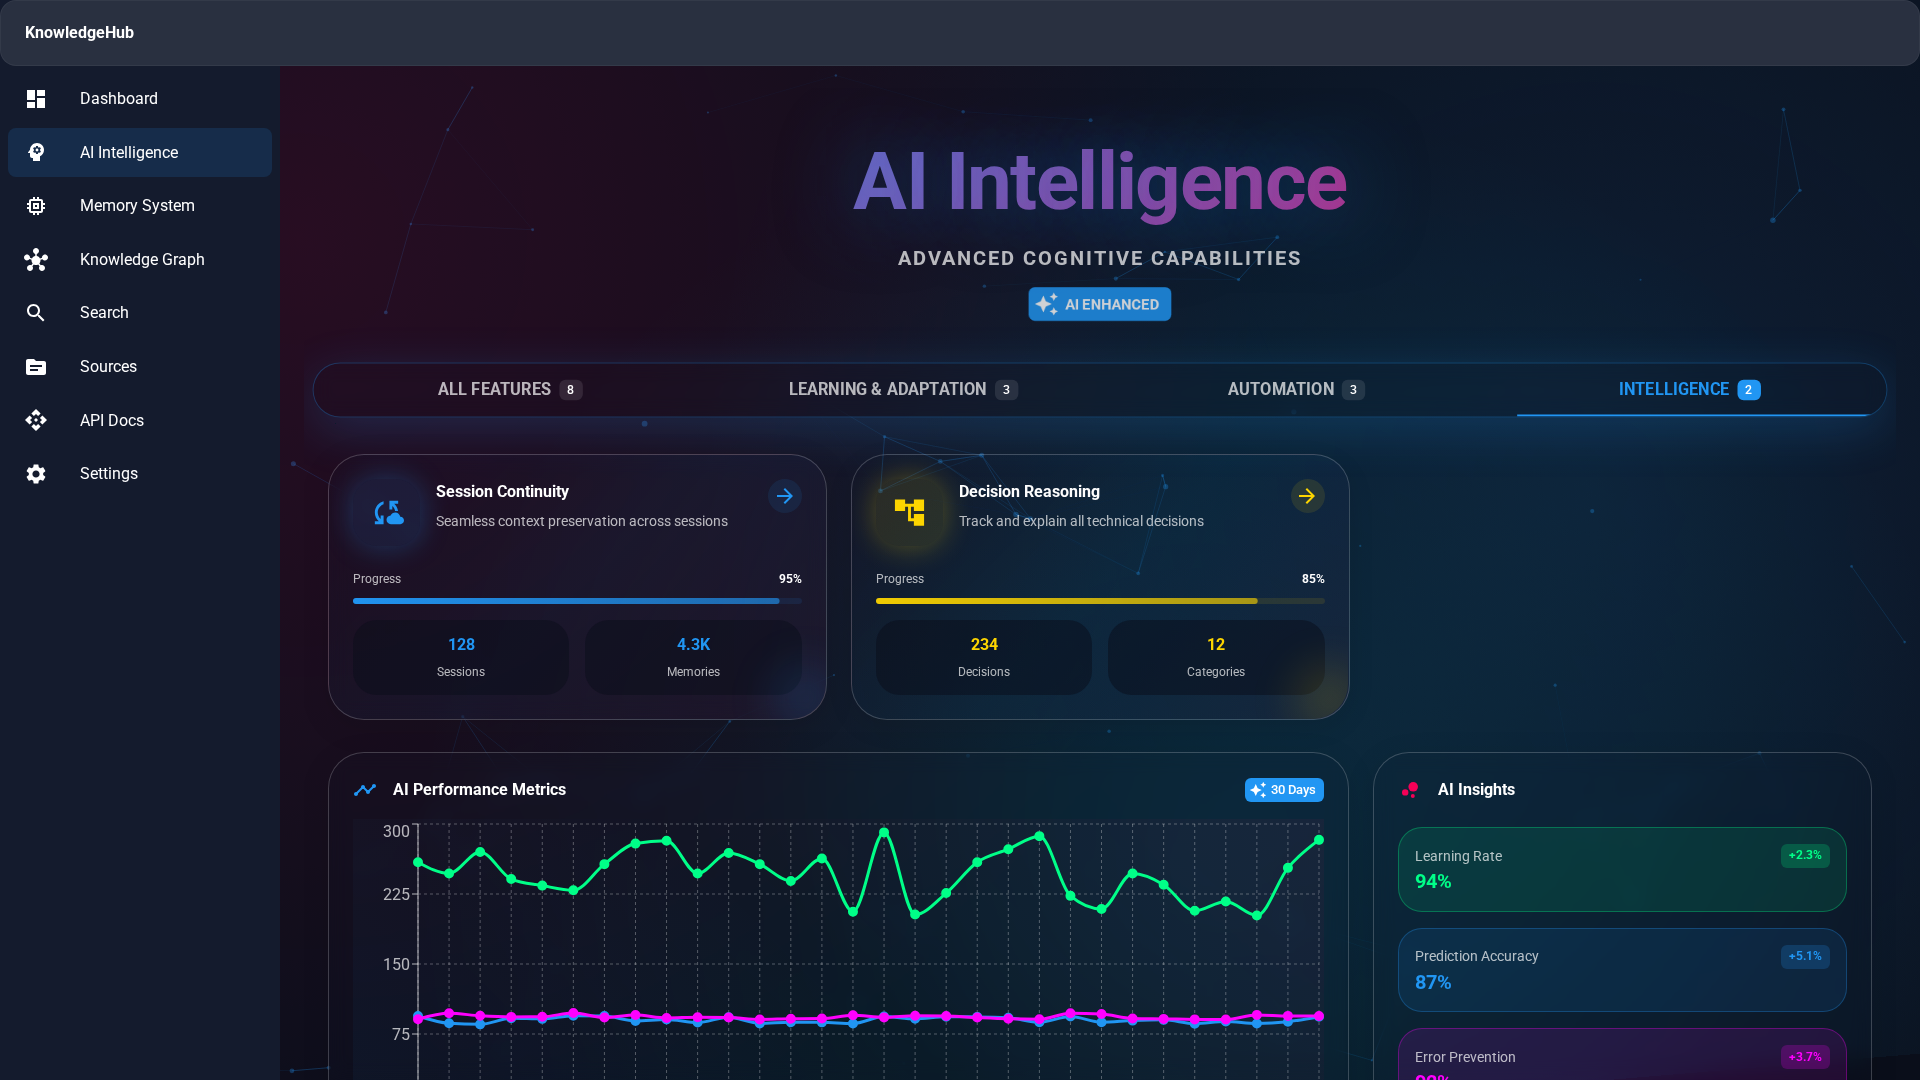 KnowledgeHub
Dashboard
AI Intelligence
Memory System
Knowledge Graph
Search
Sources
API Docs
Settings
AI Intelligence
ADVANCED COGNITIVE CAPABILITIES
AI ENHANCED
ALL FEATURES 8
LEARNING & ADAPTATION 3
AUTOMATION 3
INTELLIGENCE 2
Session Continuity
Seamless context preservation across sessions
Progress 95%
128
Sessions
4.3K
Memories
Decision Reasoning
Track and explain all technical decisions
Progress 85%
234
Decisions
12
Categories
AI Performance Metrics
30 Days
300
225
150
75
AI Insights
Learning Rate
+2.3%
94%
Prediction Accuracy
+5.1%
87%
Error Prevention
+3.7%